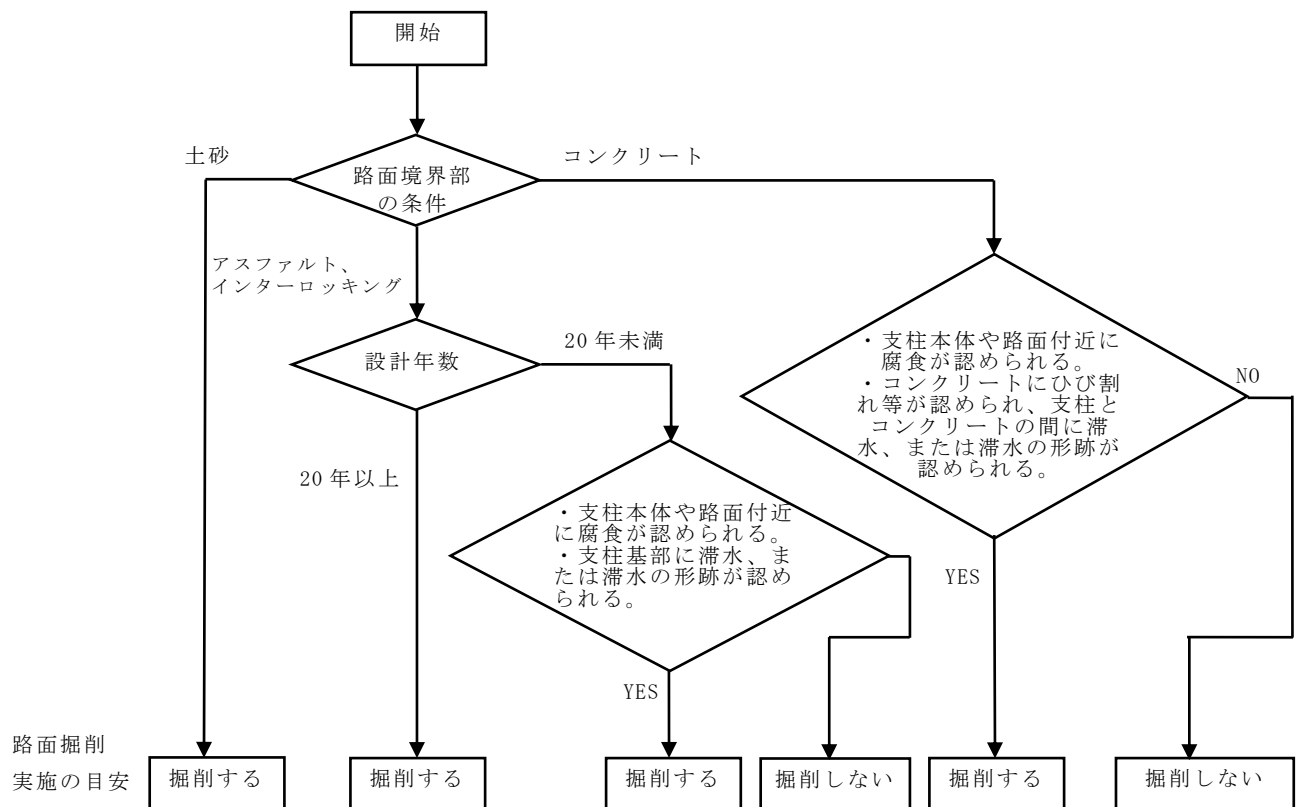 開始
土砂
コンクリート
路面境界部
の条件
アスファルト、
インターロッキング
設計年数
20年未満
20年以上
・支柱本体や路面付近に
腐食が認められる。
・コンクリートにひび割
れ等が認められ、支柱と
コンクリートの間に滞
水、または滞水の形跡が
認められる。
NO
・支柱本体や路面付近
に腐食が認められる。
・支柱基部に滞水、ま
たは滞水の形跡が認め
られる。
YES
YES
路面掘削
実施の目安
掘削する
掘削する
掘削する
掘削しない
掘削する
掘削しない